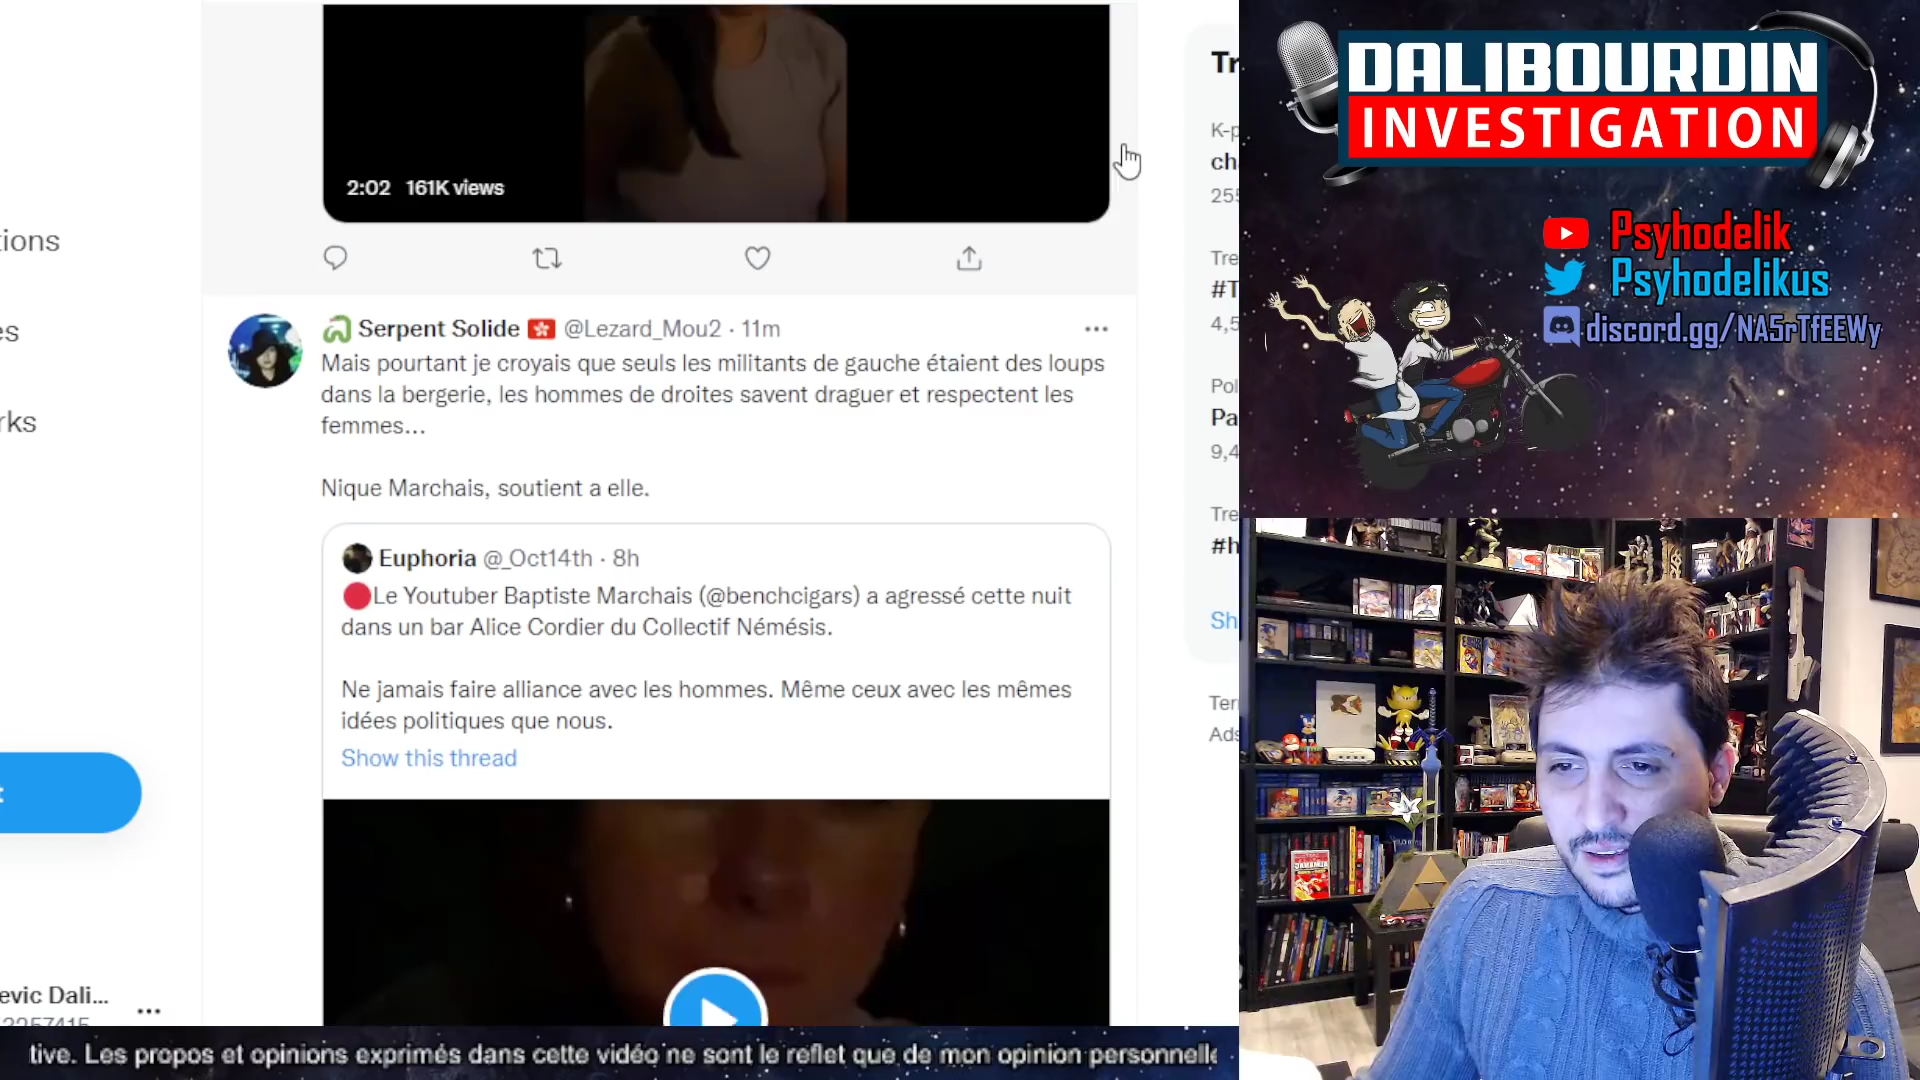 2:02 161K views
Serpent Solide @Lezard_Mou2 · 11m
Mais pourtant je croyais que seuls les militants de gauche étaient des loups
dans la bergerie, les hommes de droites savent draguer et respectent les
femmes...
Nique Marchais, soutient a elle.
Euphoria @_Oct14th · 8h
Le Youtuber Baptiste Marchais (@benchcigars) a agressé cette nuit
dans un bar Alice Cordier du Collectif Némésis.
Ne jamais faire alliance avec les hommes. Même ceux avec les mêmes
idées politiques que nous.
Show this thread
tions
es
rks
evic Dali...
Tr
K-p
ch
255
Tre
#T
4,5
Pol
Pa
9,4
Tre
#h
Sh
Ter
Ads
DALIBOURDIN
INVESTIGATION
Psyhodelik
Psyhodelikus
discord.gg/NA5rTfEEWy
tive. Les propos et opinions exprimés dans cette vidéo ne sont le reflet que de mon opinion personnelle